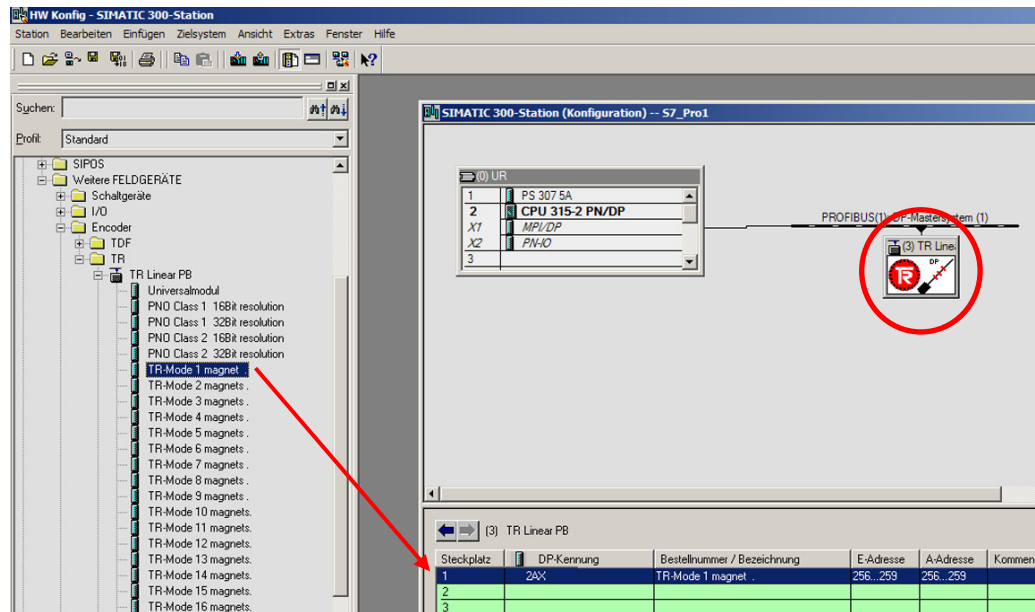 HW Konfig - SIMATIC 300-Station
Station Bearbeiten Einfügen Zielsystem Ansicht Extras Fenster Hilfe
Suchen:
Profil: Standard
SIPOS
Weitere FELDGERÄTE
Schaltgeräte
I/O
Encoder
TDF
TR
TR Linear PB
Universalmodul
PNO Class 1 16Bit resolution
PNO Class 1 32Bit resolution
PNO Class 2 16Bit resolution
PNO Class 2 32Bit resolution
TR-Mode 1 magnet .
TR-Mode 2 magnets .
TR-Mode 3 magnets .
TR-Mode 4 magnets .
TR-Mode 5 magnets .
TR-Mode 6 magnets .
TR-Mode 7 magnets .
TR-Mode 8 magnets .
TR-Mode 9 magnets .
TR-Mode 10 magnets.
TR-Mode 11 magnets.
TR-Mode 12 magnets.
TR-Mode 13 magnets.
TR-Mode 14 magnets.
TR-Mode 15 magnets.
TR-Mode 16 magnets.
SIMATIC 300-Station (Konfiguration) -- S7_Pro1
(0) UR
1 PS 307 5A
2 CPU 315-2 PN/DP
X1 MPI/DP
X2 PN-IO
3
PROFIBUS(1): DP-Mastersystem (1)
(3) TR Linea
DP
TR
(3) TR Linear PB
Steckplatz DP-Kennung Bestellnummer / Bezeichnung E-Adresse A-Adresse Kommen
1 2AX TR-Mode 1 magnet . 256...259 256...259
2
3